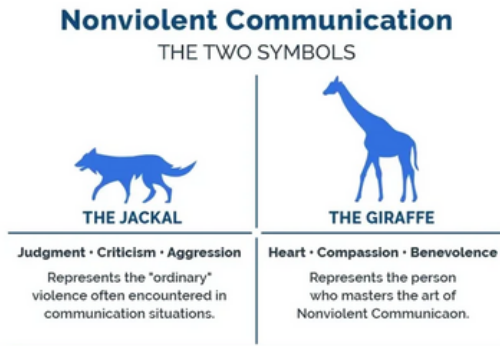 Nonviolent Communication
THE TWO SYMBOLS
THE JACKAL
Judgment • Criticism • Aggression
Represents the "ordinary"
violence often encountered in
communication situations.
THE GIRAFFE
Heart • Compassion • Benevolence
Represents the person
who masters the art of
Nonviolent Communicaon.